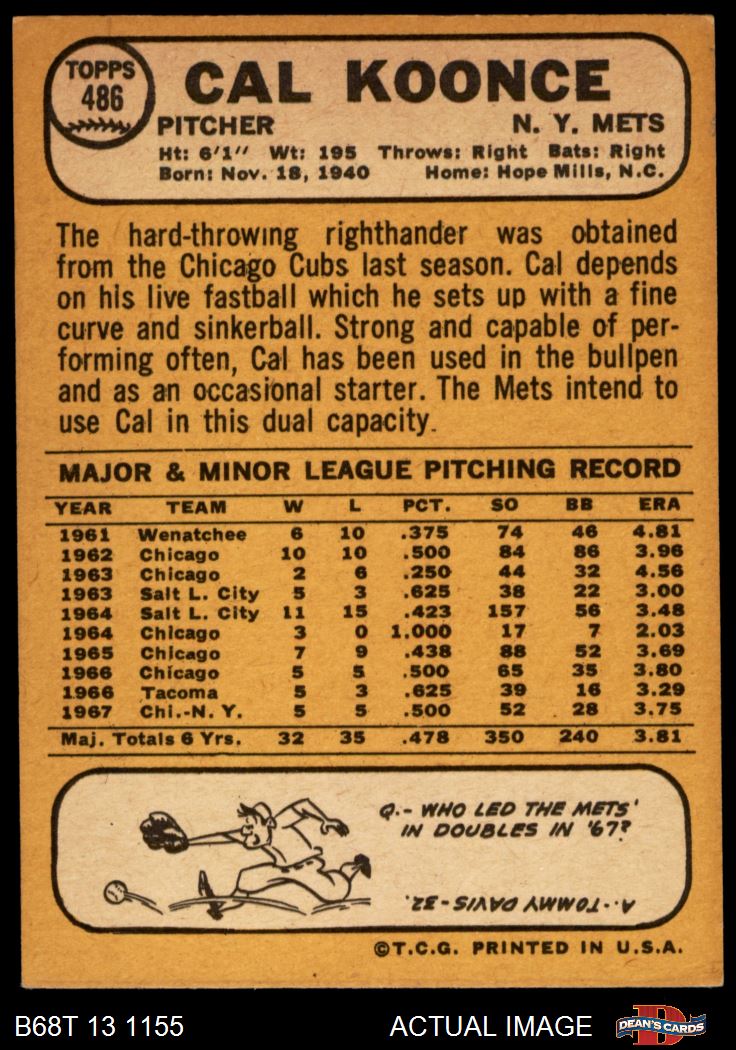 TOPPS
486
CAL KOONCE
PITCHER N. Y. METS
Ht: 6'1" Wt: 195 Throws: Right Bats: Right
Born: Nov. 18, 1940 Home: Hope Mills, N.C.
The hard-throwing righthander was obtained
from the Chicago Cubs last season. Cal depends
on his live fastball which he sets up with a fine
curve and sinkerball. Strong and capable of per-
forming often, Cal has been used in the bullpen
and as an occasional starter. The Mets intend to
use Cal in this dual capacity.
MAJOR & MINOR LEAGUE PITCHING RECORD
YEAR TEAM W L PCT. SO BB ERA
1961 Wenatchee 6 10 .375 74 46 4.81
1962 Chicago 10 10 .500 84 86 3.96
1963 Chicago 2 6 .250 44 32 4.56
1963 Salt L. City 5 3 .625 38 22 3.00
1964 Salt L. City 11 15 .423 157 56 3.48
1964 Chicago 3 0 1.000 17 7 2.03
1965 Chicago 7 9 .438 88 52 3.69
1966 Chicago 5 5 .500 65 35 3.80
1966 Tacoma 5 3 .625 39 16 3.29
1967 Chi.-N. Y. 5 5 .500 52 28 3.75
Maj. Totals 6 Yrs. 32 35 .478 350 240 3.81
Q.- WHO LED THE METS'
IN DOUBLES IN '67?
A.- TOMMY DAVIS-32.
©T.C.G. PRINTED IN U.S.A.
B68T 13 1155 ACTUAL IMAGE D DEAN'S CARDS